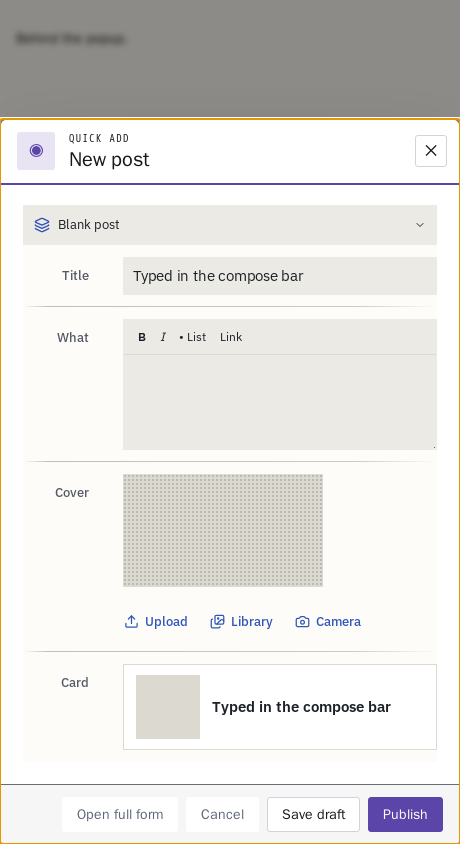 Behind the popup.
QUICK ADD
New post
Blank post
Title
Typed in the compose bar
What
B I • List Link
Cover
Upload Library Camera
Card
Typed in the compose bar
Open full form Cancel Save draft Publish